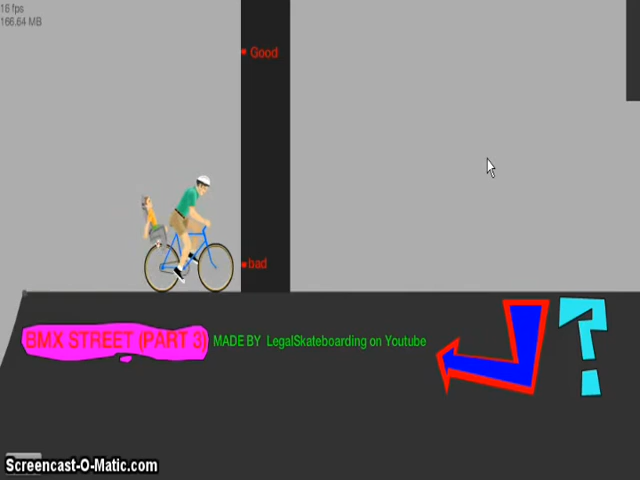 18 fps
166.64 MB
Good
bad
BMX STREET (PART 3)
MADE BY LegalSkateboarding on Youtube
?
Screencast-O-Matic.com